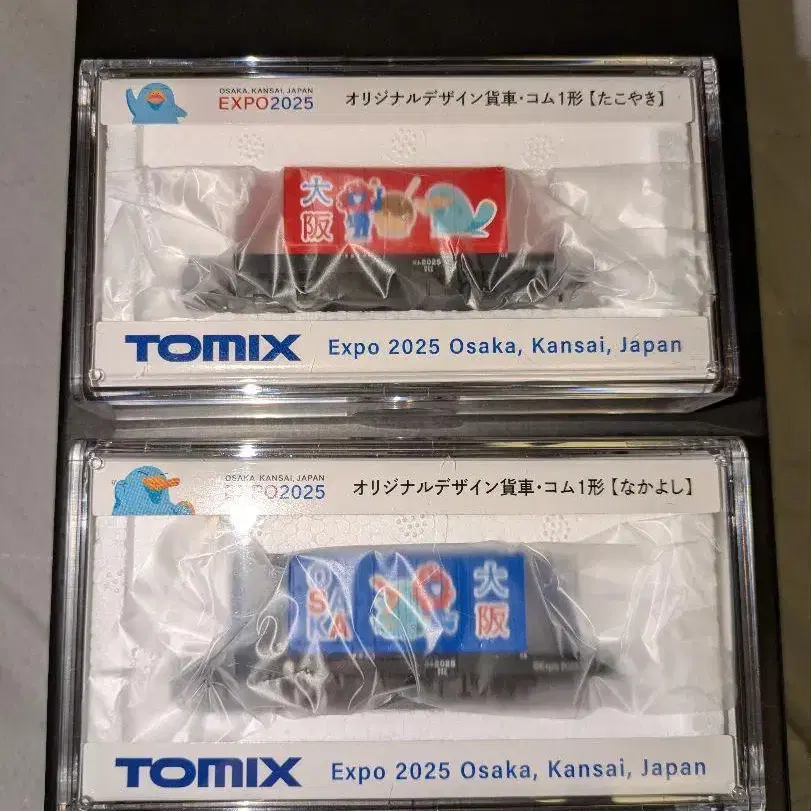 OSAKA, KANSAI, JAPAN
EXPO2025
オリジナルデザイン貨車・コム1形【たこやき】
大阪
TOMIX Expo 2025 Osaka, Kansai, Japan
OSAKA, KANSAI, JAPAN
EXPO2025
オリジナルデザイン貨車・コム1形【なかよし】
OSAKA
大阪
TOMIX Expo 2025 Osaka, Kansai, Japan